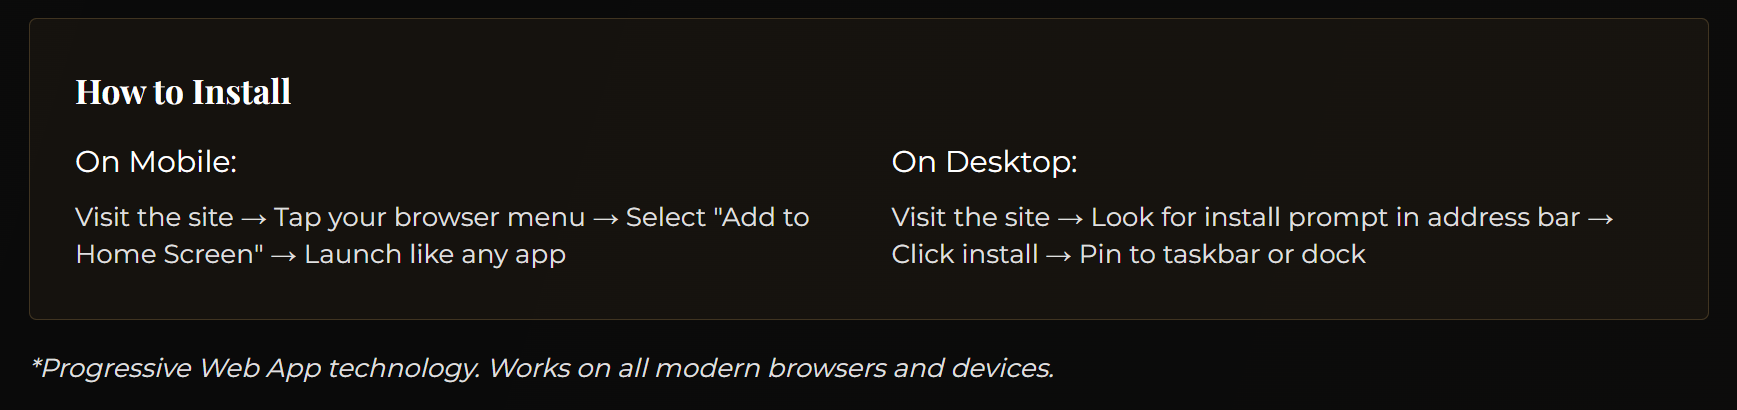 How to Install
On Mobile:
Visit the site → Tap your browser menu → Select "Add to
Home Screen" → Launch like any app
On Desktop:
Visit the site → Look for install prompt in address bar →
Click install → Pin to taskbar or dock
*Progressive Web App technology. Works on all modern browsers and devices.